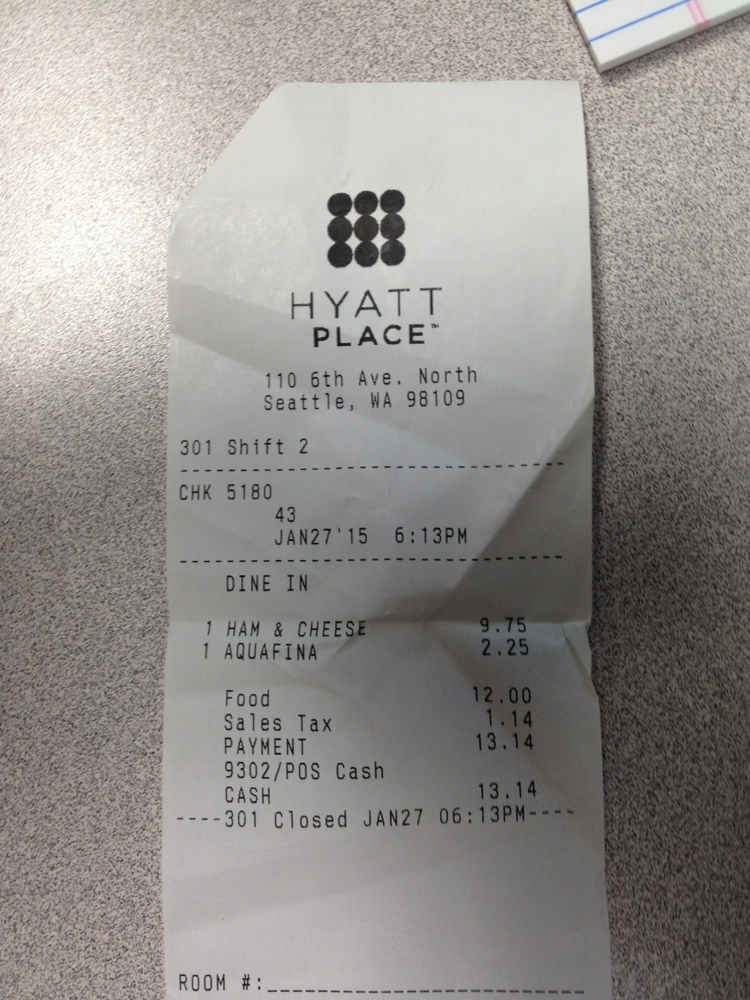 HYATT
PLACE™
110 6th Ave. North
Seattle, WA 98109
301 Shift 2
--------------------------------
CHK 5180
43
JAN27'15 6:13PM
--------------------------------
DINE IN
1 HAM & CHEESE 9.75
1 AQUAFINA 2.25
Food 12.00
Sales Tax 1.14
PAYMENT 13.14
9302/POS Cash
CASH 13.14
----301 Closed JAN27 06:13PM----
ROOM #:_________________________